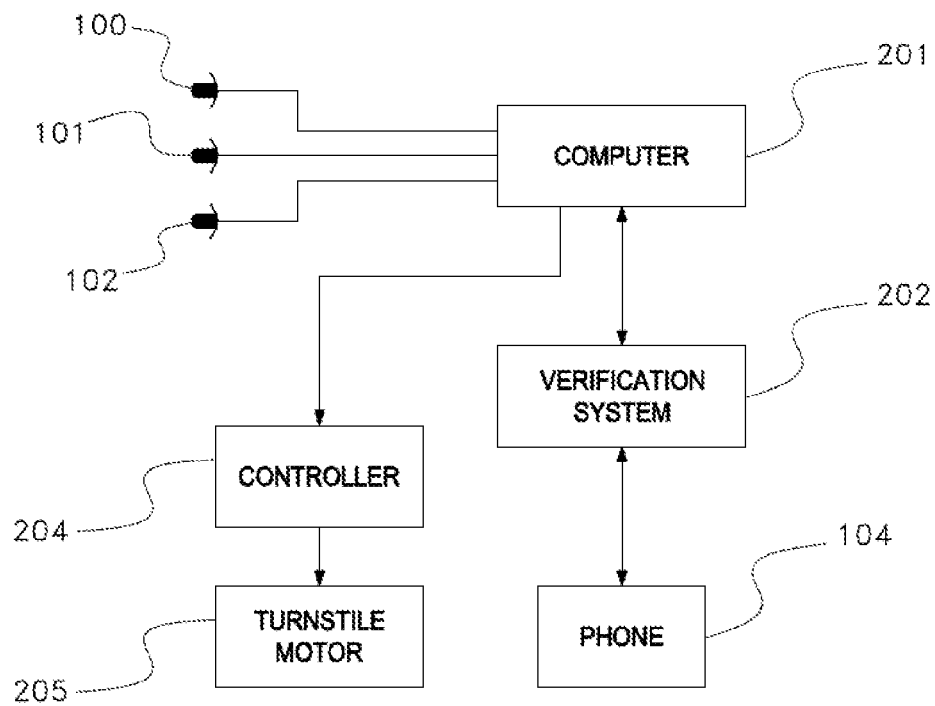 100
201
101
COMPUTER
102
202
VERIFICATION
SYSTEM
CONTROLLER
204
104
TURNSTILE
MOTOR
PHONE
205